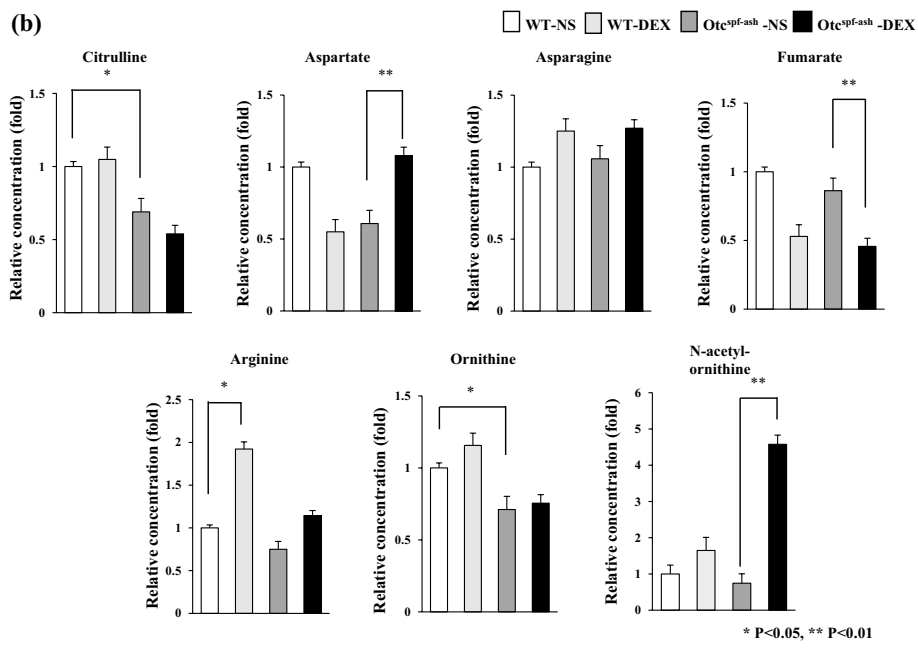 (b)
WT-NS WT-DEX Otcspf-ash -NS Otcspf-ash -DEX
Citrulline
*
Relative concentration (fold)
1.5
1
0.5
0
Aspartate
**
Relative concentration (fold)
1.5
1
0.5
0
Asparagine
Relative concentration (fold)
1.5
1
0.5
0
Fumarate
**
Relative concentration (fold)
1.5
1
0.5
0
Arginine
*
Relative concentration (fold)
2.5
2
1.5
1
0.5
0
Ornithine
*
Relative concentration (fold)
1.5
1
0.5
0
N-acetyl-
ornithine
**
Relative concentration (fold)
6
5
4
3
2
1
0
* P<0.05, ** P<0.01